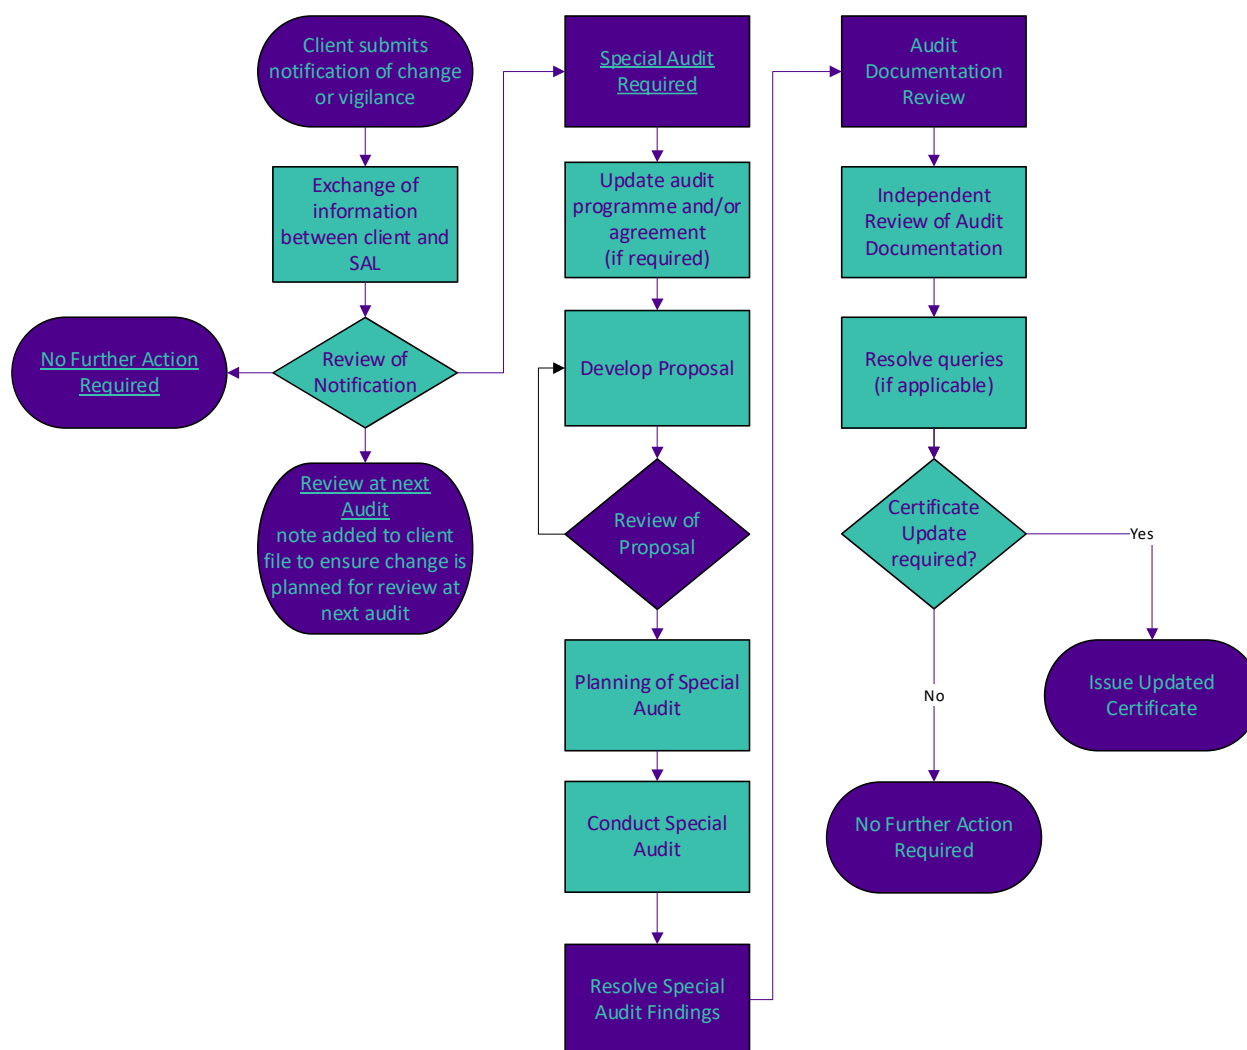 Client submits
notification of change
or vigilance
Exchange of
information
between client and
SAL
Review of
Notification
No Further Action
Required
Review at next
Audit
note added to client
file to ensure change is
planned for review at
next audit
Special Audit
Required
Update audit
programme and/or
agreement
(if required)
Develop Proposal
Review of
Proposal
Planning of Special
Audit
Conduct Special
Audit
Resolve Special
Audit Findings
Audit
Documentation
Review
Independent
Review of Audit
Documentation
Resolve queries
(if applicable)
Certificate
Update
required?
Yes
Issue Updated
Certificate
No
No Further Action
Required